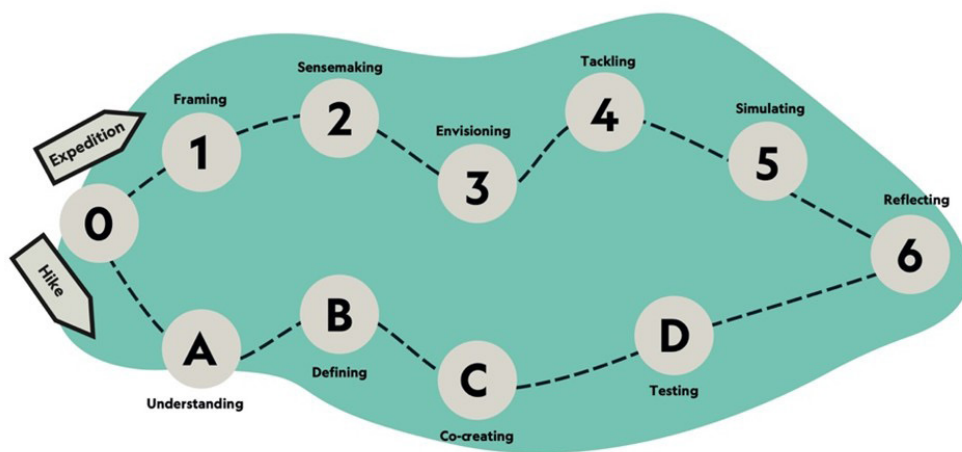 Expedition
Hike
0
Framing
1
Sensemaking
2
Envisioning
3
Tackling
4
Simulating
5
Reflecting
6
A
Understanding
B
Defining
C
Co-creating
D
Testing